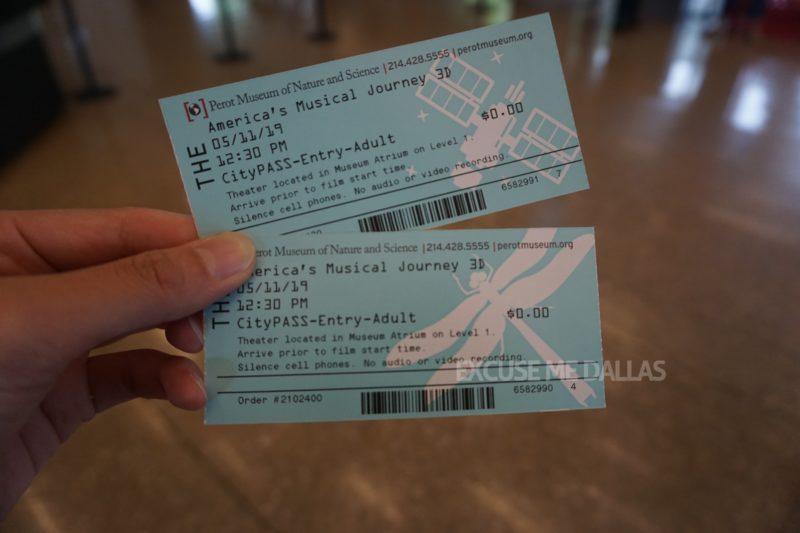 Perot Museum of Nature and Science | 214.428.5555 | perotmuseum.org
America's Musical Journey 3D
05/11/19
12:30 PM
$0.00
CityPASS-Entry-Adult
THE
Theater located in Museum Atrium on Level 1.
Arrive prior to film start time.
Silence cell phones. No audio or video recording.
6582991 1
erot Museum of Nature and Science | 214.428.5555 | perotmuseum.org
America's Musical Journey 3D
05/11/19
12:30 PM
$0.00
CityPASS-Entry-Adult
TH
Theater located in Museum Atrium on Level 1.
Arrive prior to film start time.
Silence cell phones. No audio or video recording.
EXCUSE ME DALLAS
Order #2102400
6582990 4